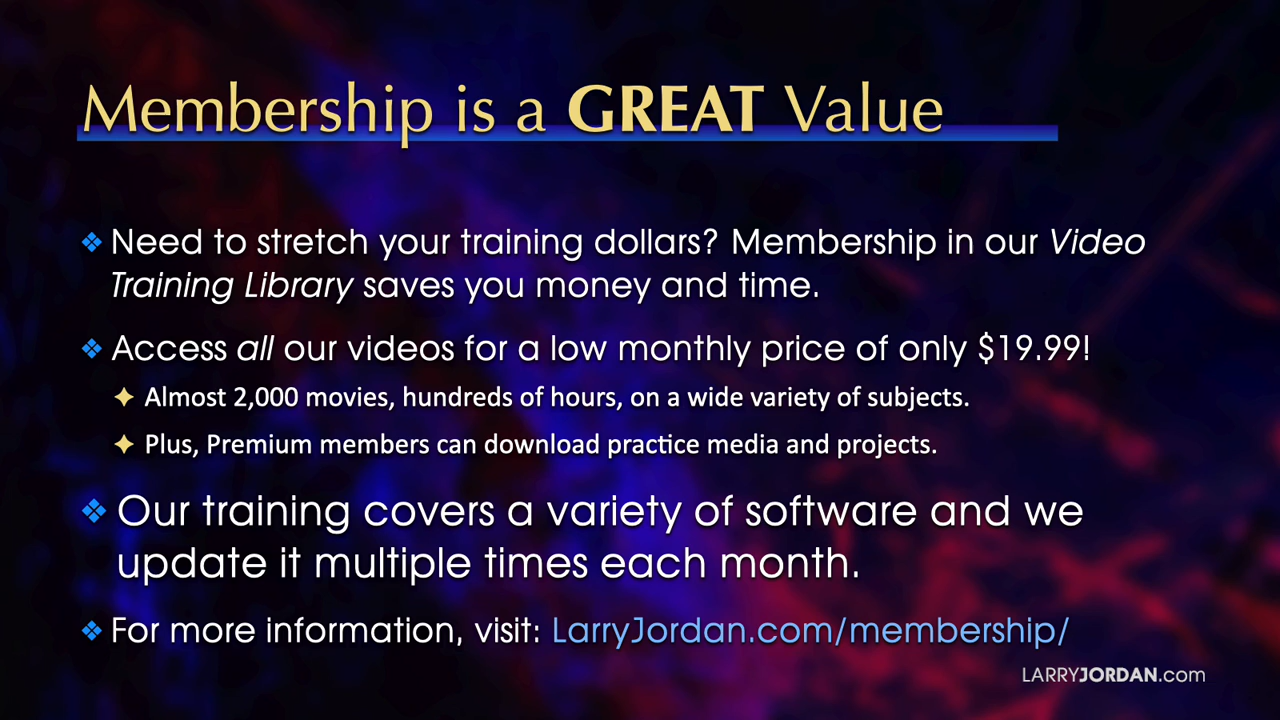 Membership is a GREAT Value
Need to stretch your training dollars? Membership in our Video
Training Library saves you money and time.
Access all our videos for a low monthly price of only $19.99!
Almost 2,000 movies, hundreds of hours, on a wide variety of subjects.
Plus, Premium members can download practice media and projects.
Our training covers a variety of software and we
update it multiple times each month.
For more information, visit: LarryJordan.com/membership/
LARRYJORDAN.com